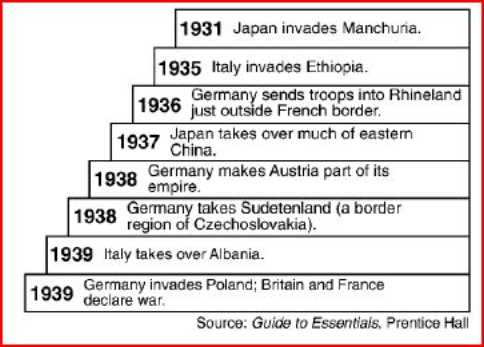 1931 Japan invades Manchuria.
1935 Italy invades Ethiopia.
1936 Germany sends troops into Rhineland
just outside French border.
1937 Japan takes over much of eastern
China.
1938 Germany makes Austria part of its
empire.
1938 Germany takes Sudetenland (a border
region of Czechoslovakia).
1939 Italy takes over Albania.
1939 Germany invades Poland; Britain and France
declare war.
Source: Guide to Essentials, Prentice Hall